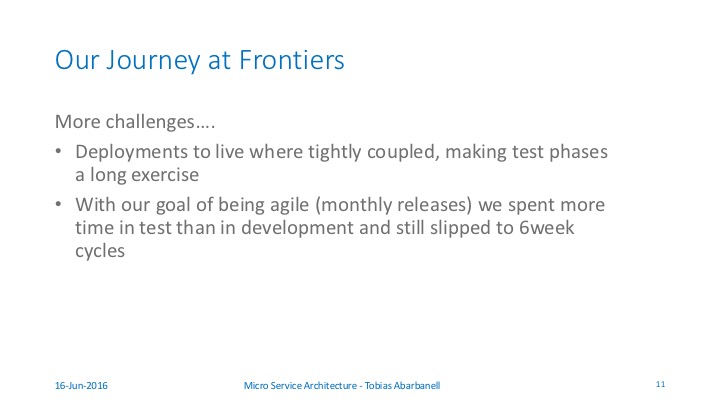 Our Journey at Frontiers
More challenges....
• Deployments to live where tightly coupled, making test phases
a long exercise
• With our goal of being agile (monthly releases) we spent more
time in test than in development and still slipped to 6week
cycles
16-Jun-2016
Micro Service Architecture - Tobias Abarbanell
11